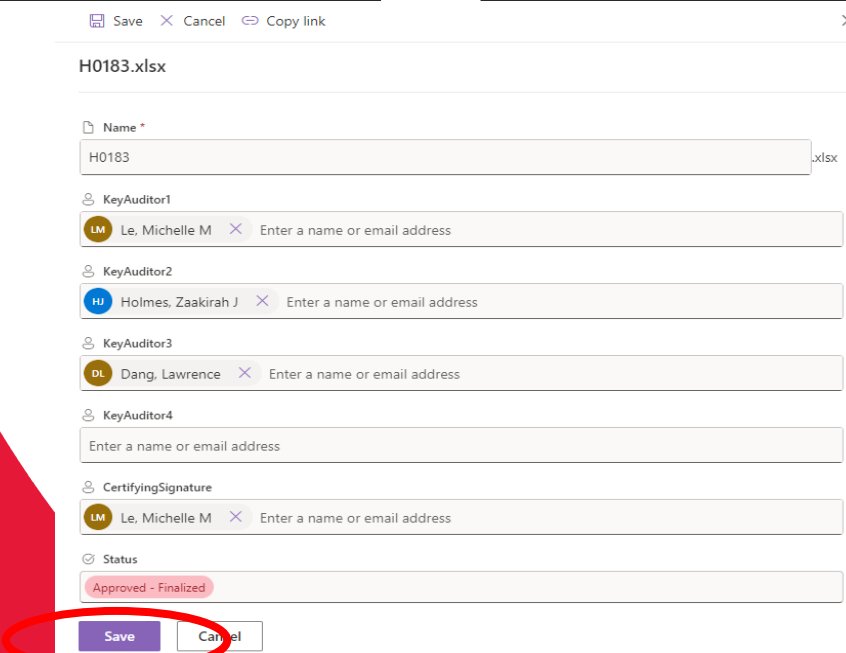 Save Cancel Copy link
H0183.xlsx
Name *
H0183 .xlsx
KeyAuditor1
LM Le, Michelle M Enter a name or email address
KeyAuditor2
HJ Holmes, Zaakirah J Enter a name or email address
KeyAuditor3
DL Dang, Lawrence Enter a name or email address
KeyAuditor4
Enter a name or email address
CertifyingSignature
LM Le, Michelle M Enter a name or email address
Status
Approved - Finalized
Save Cancel